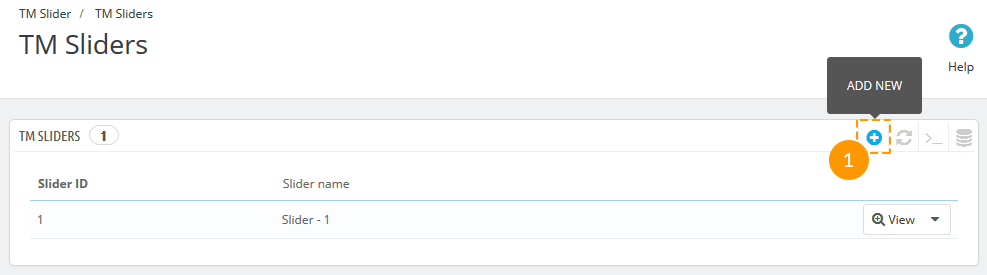 TM Slider / TM Sliders
TM Sliders
Help
ADD NEW
TM SLIDERS 1
1
Slider ID Slider name
1 Slider - 1 View